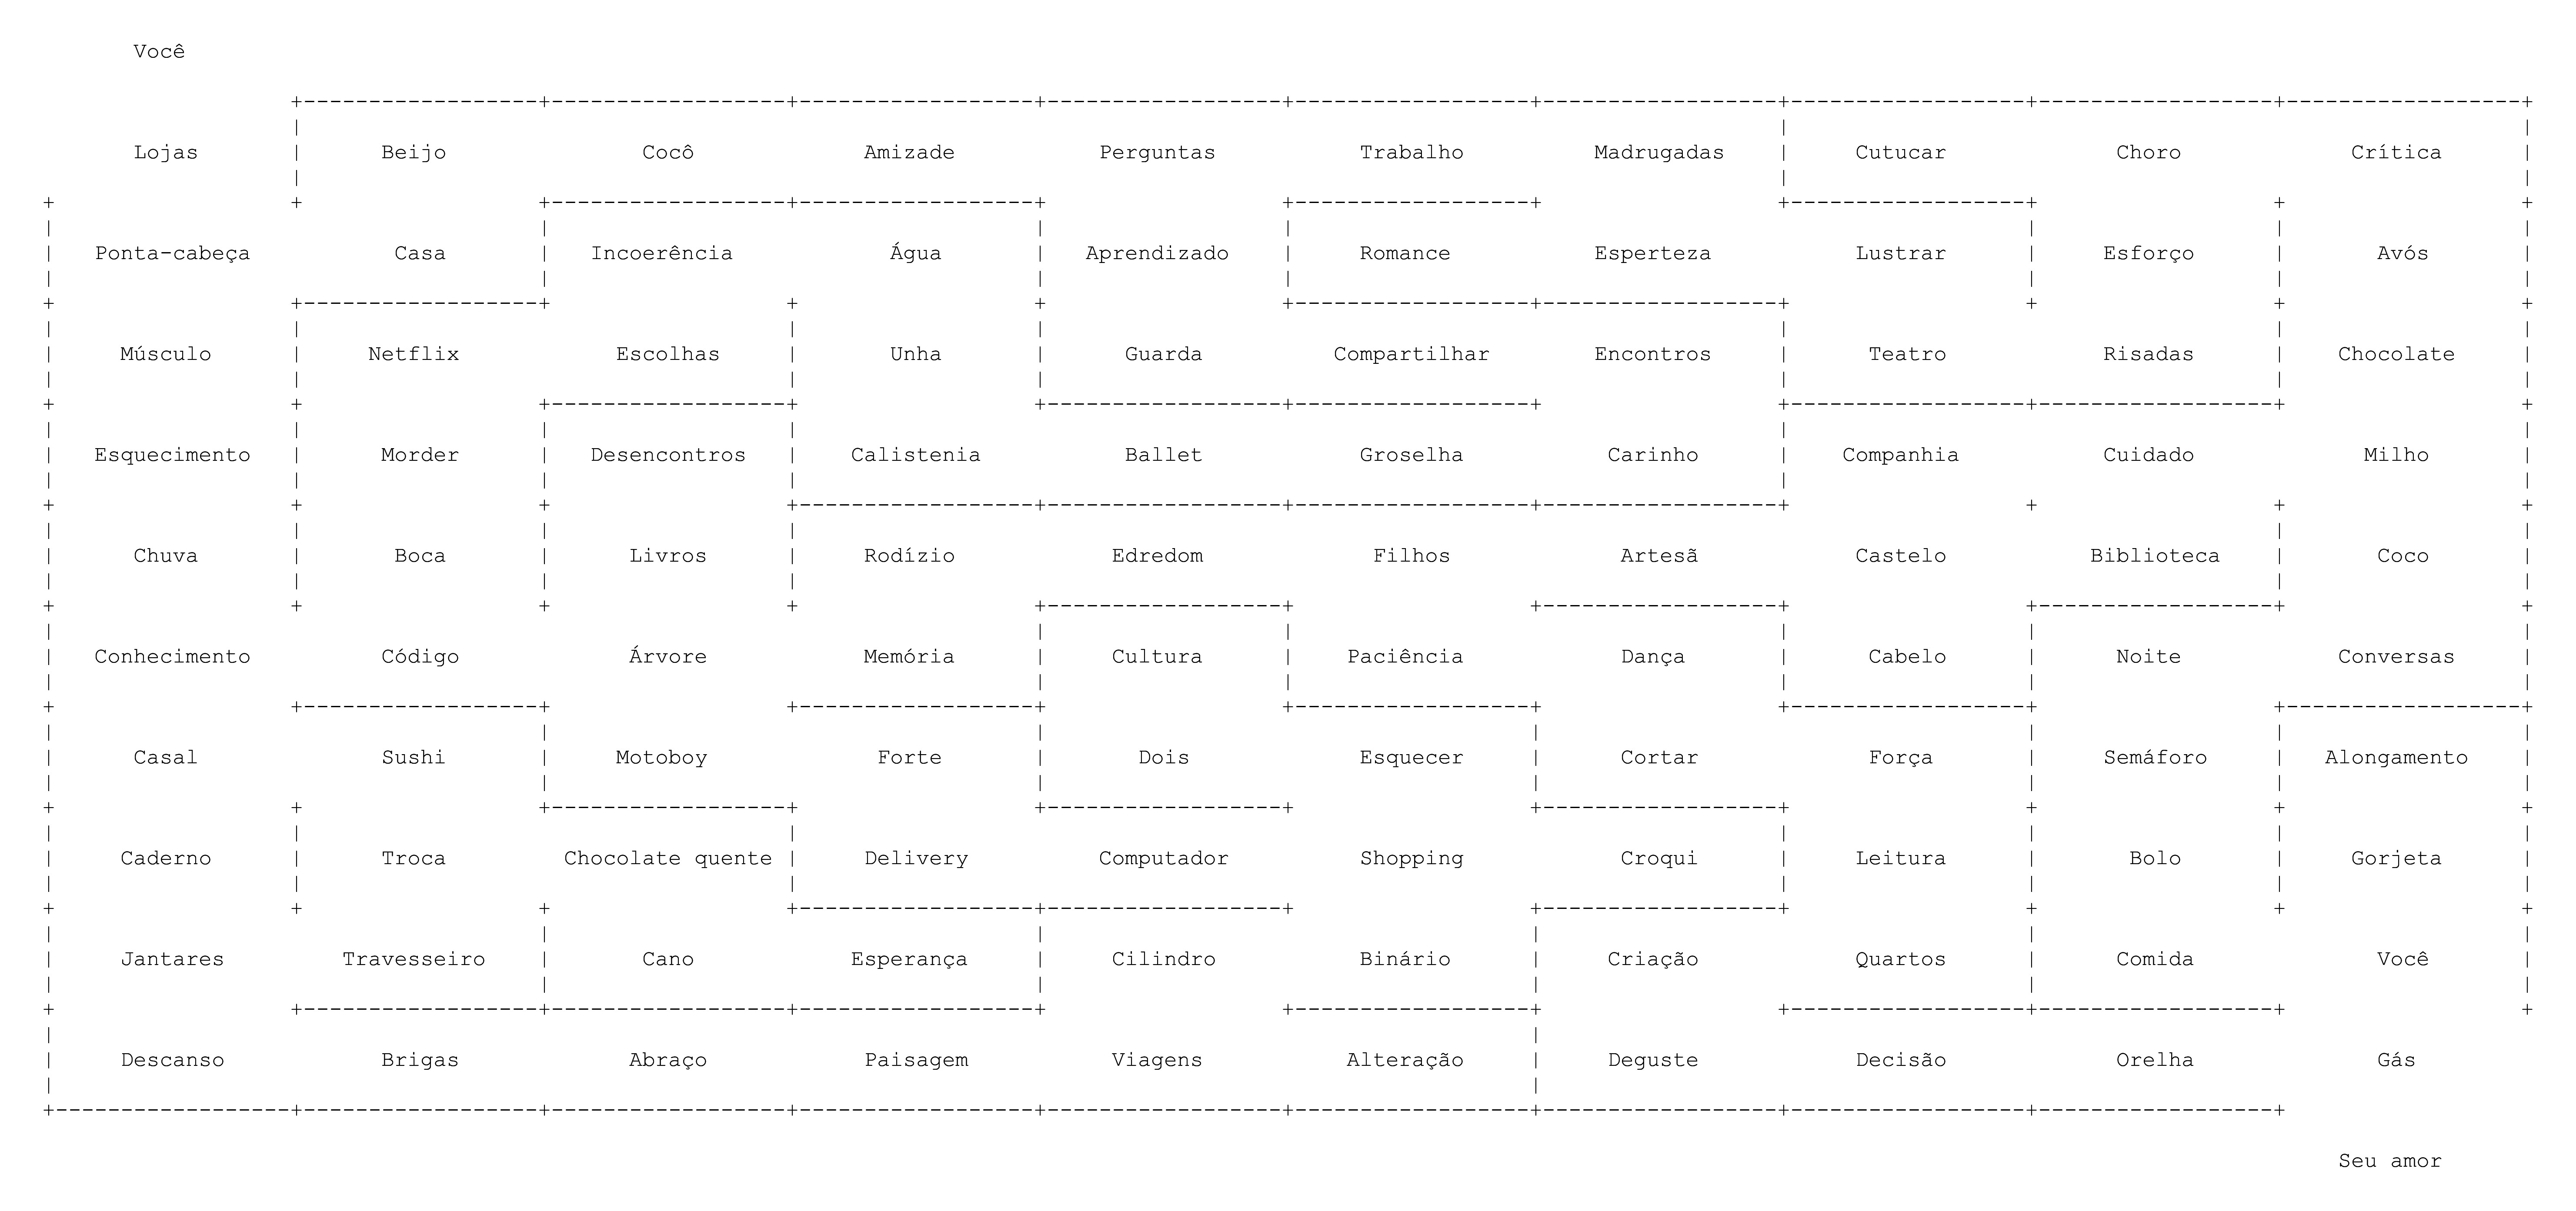 Você
Lojas Beijo Cocô Amizade Perguntas Trabalho Madrugadas Cutucar Choro Crítica
Ponta-cabeça Casa Incoerência Água Aprendizado Romance Esperteza Lustrar Esforço Avós
Músculo Netflix Escolhas Unha Guarda Compartilhar Encontros Teatro Risadas Chocolate
Esquecimento Morder Desencontros Calistenia Ballet Groselha Carinho Companhia Cuidado Milho
Chuva Boca Livros Rodízio Edredom Filhos Artesã Castelo Biblioteca Coco
Conhecimento Código Árvore Memória Cultura Paciência Dança Cabelo Noite Conversas
Casal Sushi Motoboy Forte Dois Esquecer Cortar Força Semáforo Alongamento
Caderno Troca Chocolate quente Delivery Computador Shopping Croqui Leitura Bolo Gorjeta
Jantares Travesseiro Cano Esperança Cilindro Binário Criação Quartos Comida Você
Descanso Brigas Abraço Paisagem Viagens Alteração Deguste Decisão Orelha Gás
Seu amor